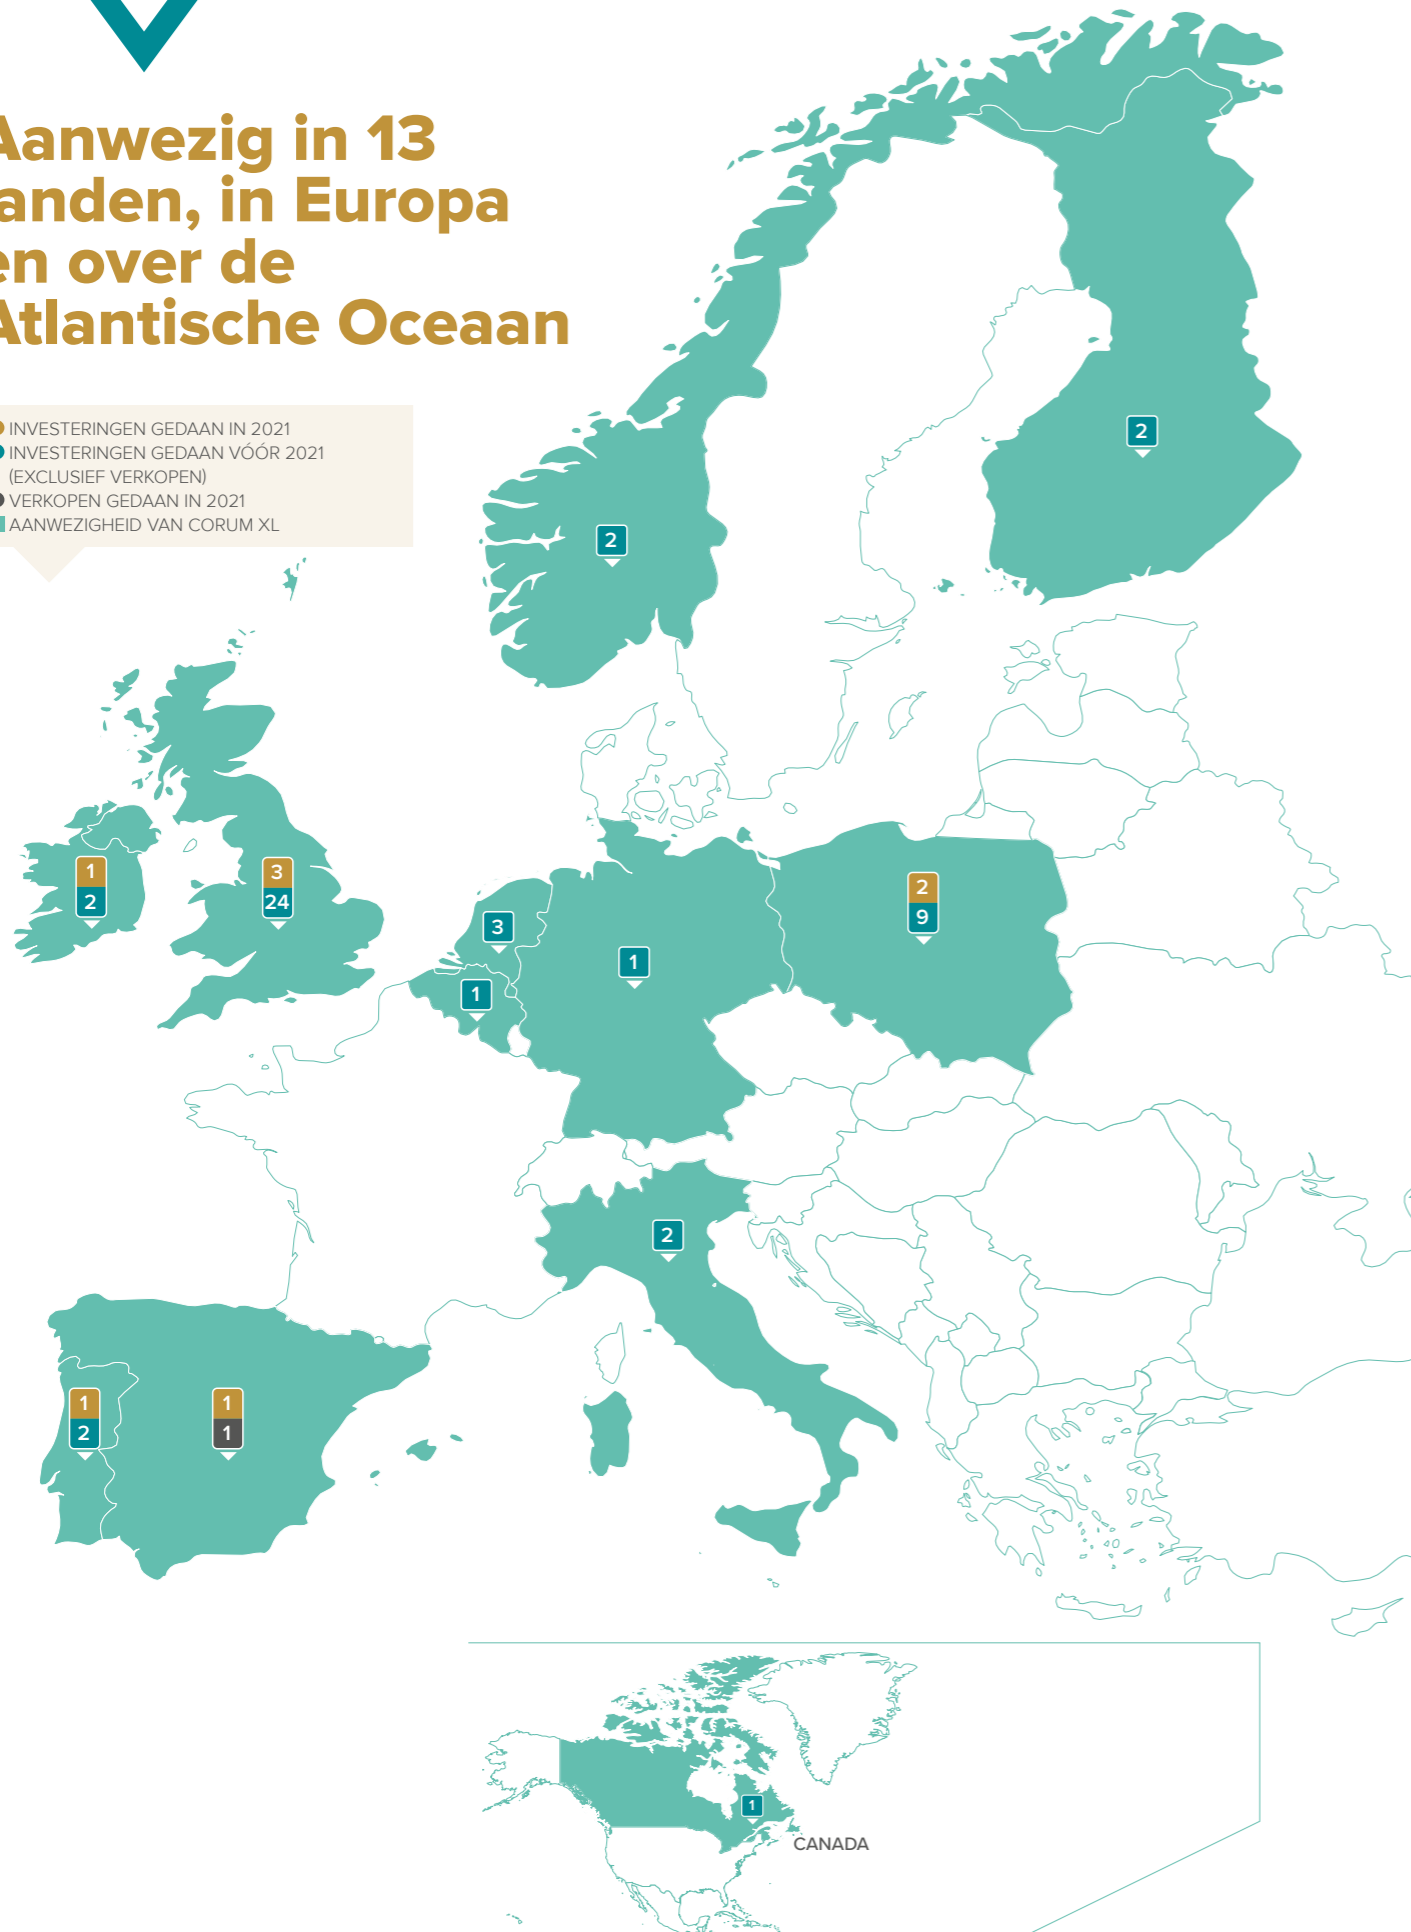 Aanwezig in 13
anden, in Europa
en over de
Atlantische Oceaan
INVESTERINGEN GEDAAN IN 2021
INVESTERINGEN GEDAAN VÓÓR 2021
(EXCLUSIEF VERKOPEN)
VERKOPEN GEDAAN IN 2021
AANWEZIGHEID VAN CORUM XL
2
2
1
2
3
24
2
9
3
1
1
2
1
2
1
1
1
CANADA